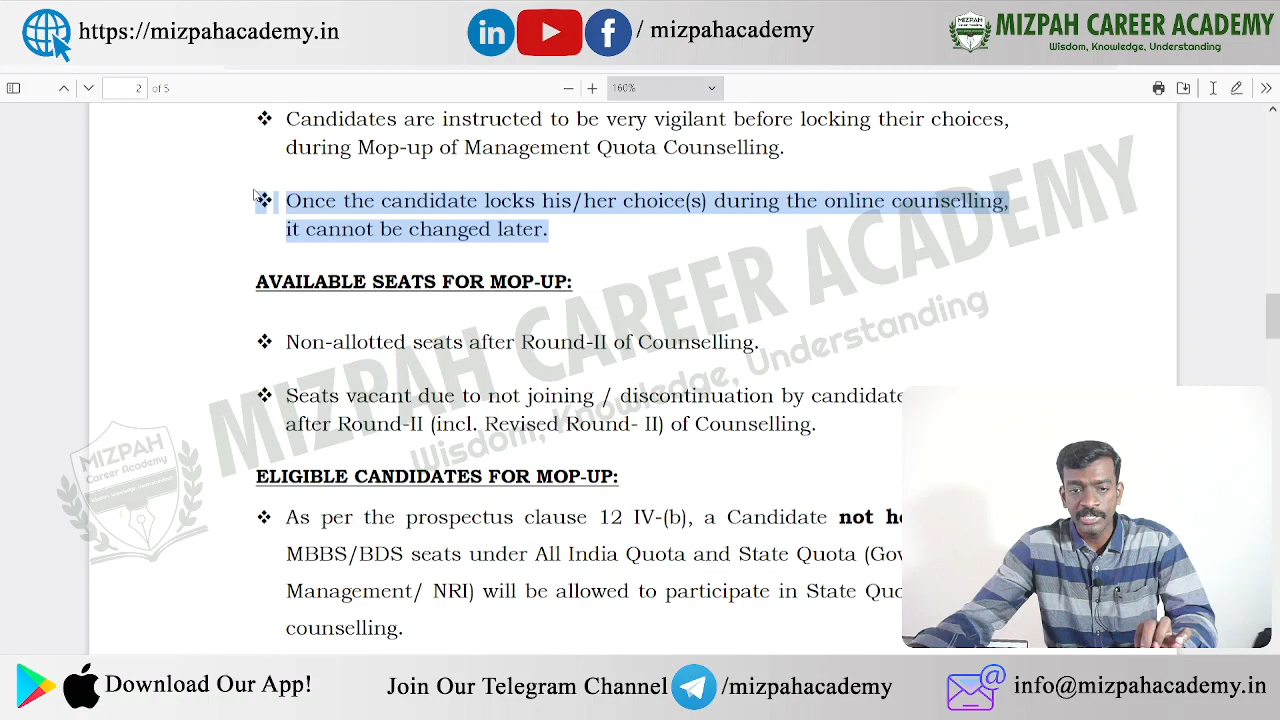 https://mizpahacademy.in
in
f
/ mizpahacademy
MIZPAH CAREER ACADEMY
Wisdom, Knowledge, Understanding
2 of 5
160%
❖ Candidates are instructed to be very vigilant before locking their choices,
during Mop-up of Management Quota Counselling.
❖ Once the candidate locks his/her choice(s) during the online counselling,
it cannot be changed later.
AVAILABLE SEATS FOR MOP-UP:
❖ Non-allotted seats after Round-II of Counselling.
❖ Seats vacant due to not joining / discontinuation by candidate
after Round-II (incl. Revised Round- II) of Counselling.
ELIGIBLE CANDIDATES FOR MOP-UP:
❖ As per the prospectus clause 12 IV-(b), a Candidate not
MBBS/BDS seats under All India Quota and State Quota
Management/ NRI) will be allowed to participate in State
counselling.
MIZPAH CAREER ACADEMY
Wisdom, Knowledge, Understanding
MIZPAH
Career Academy
Download Our App!
Join Our Telegram Channel
/mizpahacademy
@
info@mizpahacademy.in